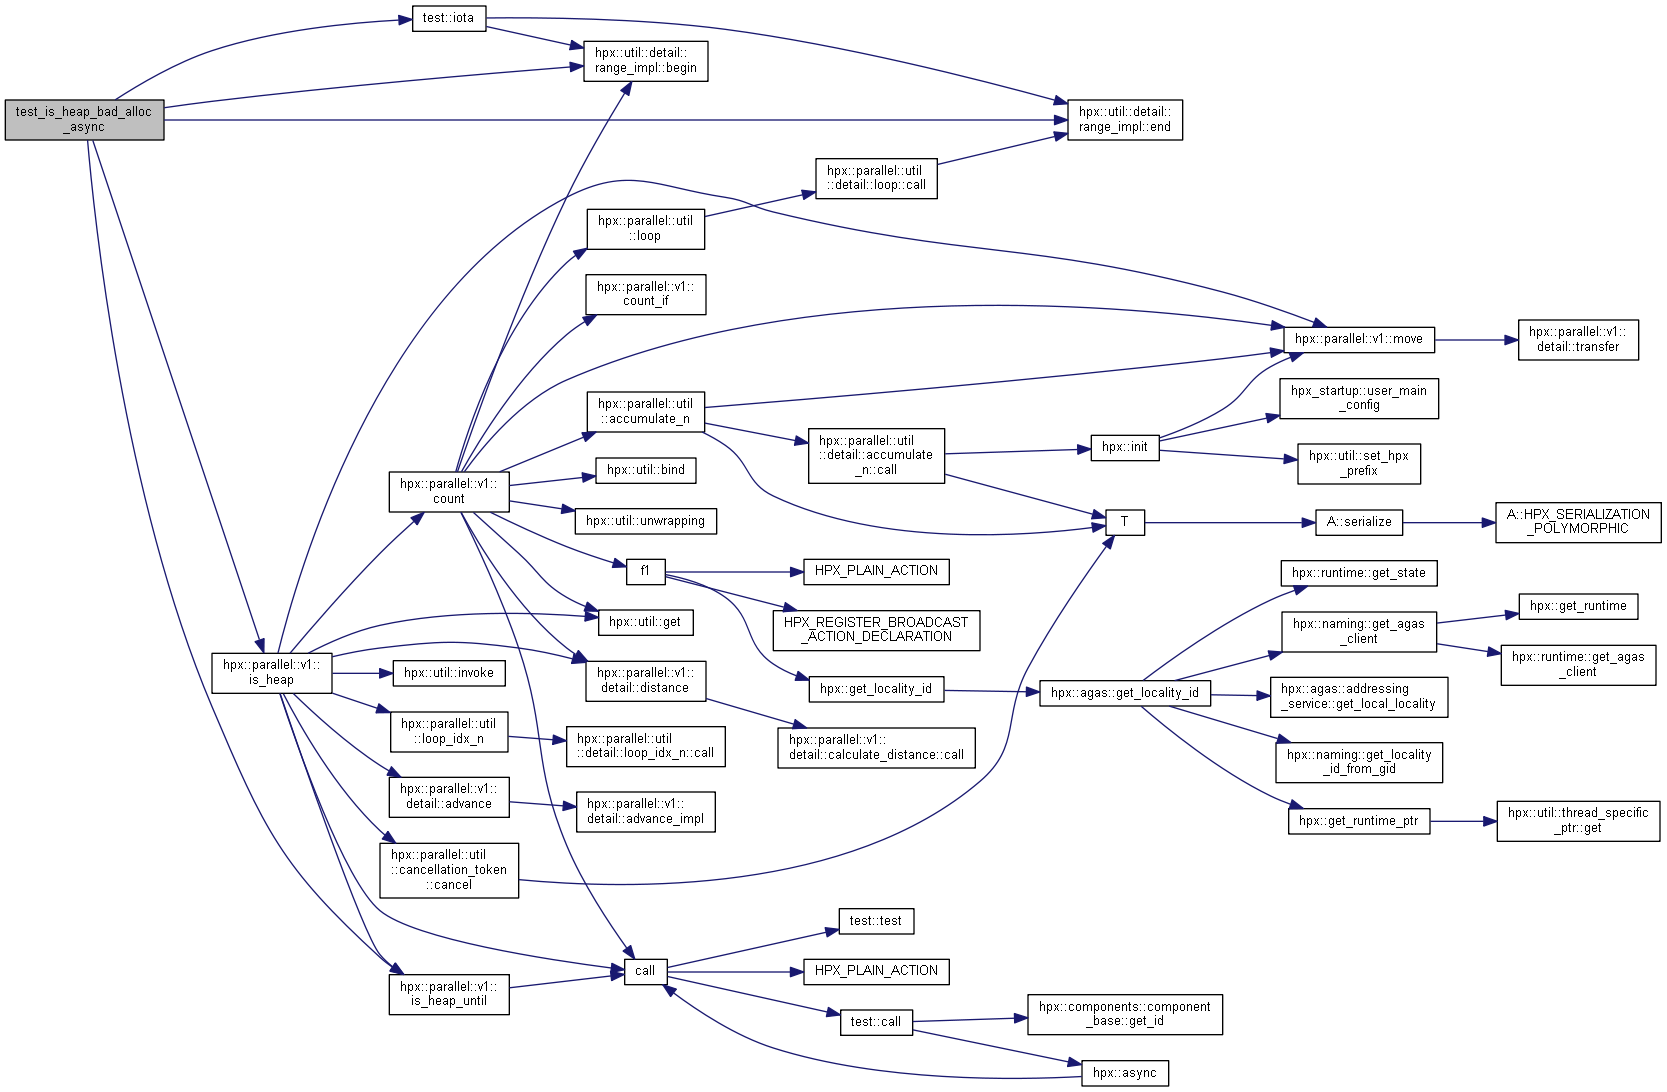 test::iota
hpx::util::detail::
range_impl::begin
test_is_heap_bad_alloc
_async
hpx::util::detail::
range_impl::end
hpx::parallel::util
::detail::loop::call
hpx::parallel::util
::loop
hpx::parallel::v1::
count_if
hpx::parallel::v1::move
hpx::parallel::v1::
detail::transfer
hpx::parallel::util
::accumulate_n
hpx_startup::user_main
_config
hpx::parallel::util
::detail::accumulate
_n::call
hpx::init
hpx::util::set_hpx
_prefix
hpx::parallel::v1::
count
hpx::util::bind
hpx::util::unwrapping
T
A::serialize
A::HPX_SERIALIZATION
_POLYMORPHIC
f1
HPX_PLAIN_ACTION
hpx::runtime::get_state
hpx::util::get
HPX_REGISTER_BROADCAST
_ACTION_DECLARATION
hpx::naming::get_agas
_client
hpx::get_runtime
hpx::runtime::get_agas
_client
hpx::parallel::v1::
is_heap
hpx::util::invoke
hpx::parallel::v1::
detail::distance
hpx::get_locality_id
hpx::agas::get_locality_id
hpx::agas::addressing
_service::get_local_locality
hpx::parallel::util
::loop_idx_n
hpx::parallel::util
::detail::loop_idx_n::call
hpx::parallel::v1::
detail::calculate_distance::call
hpx::naming::get_locality
_id_from_gid
hpx::parallel::v1::
detail::advance
hpx::parallel::v1::
detail::advance_impl
hpx::get_runtime_ptr
hpx::util::thread_specific
_ptr::get
hpx::parallel::util
::cancellation_token
::cancel
test::test
call
HPX_PLAIN_ACTION
hpx::parallel::v1::
is_heap_until
test::call
hpx::components::component
_base::get_id
hpx::async